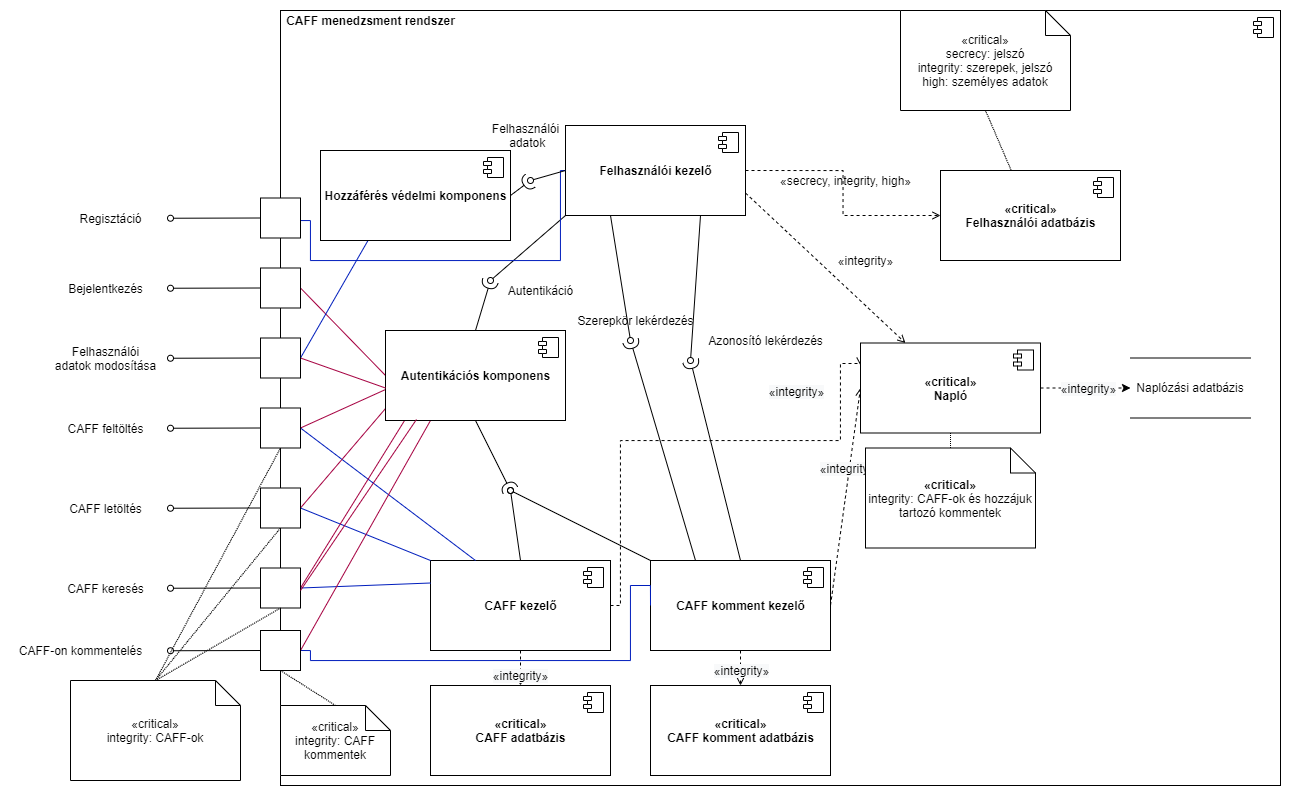 CAFF menedzsment rendszer
«critical»
secrecy: jelszó
integrity: szerepek, jelszó
high: személyes adatok
Felhasználói
adatok
Felhasználói kezelő
Hozzáférés védelmi komponens
«secrecy, integrity, high»
«critical»
Felhasználói adatbázis
Regisztáció
«integrity»
Bejelentkezés
Autentikáció
Szerepkör lekérdezés
Azonosító lekérdezés
Felhasználói
adatok modosítása
Autentikációs komponens
«critical»
Napló
«integrity»
«integrity»
Naplózási adatbázis
CAFF feltöltés
«integrity
«critical»
integrity: CAFF-ok és hozzájuk
tartozó kommentek
CAFF letöltés
CAFF keresés
CAFF kezelő
CAFF komment kezelő
CAFF-on kommentelés
«integrity»
«integrity»
«critical»
integrity: CAFF-ok
«critical»
integrity: CAFF
kommentek
«critical»
CAFF adatbázis
«critical»
CAFF komment adatbázis